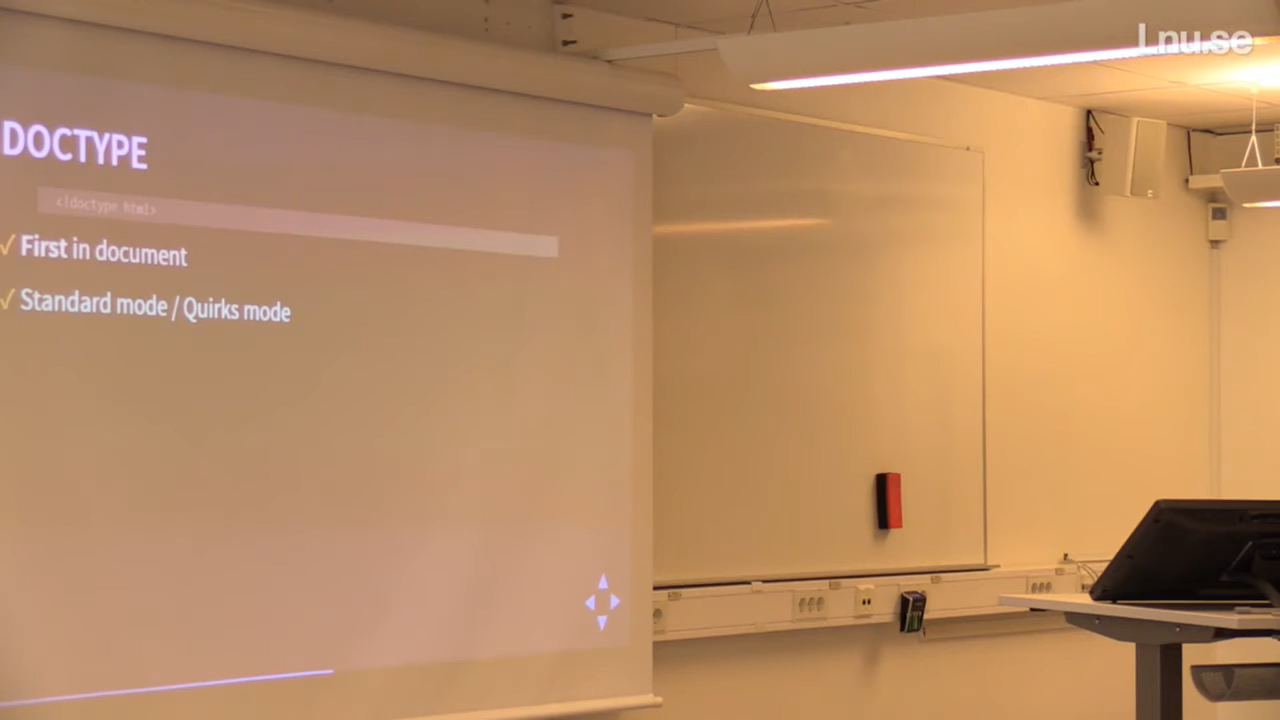 Lnu.se
DOCTYPE
<!doctype html>
✓ First in document
✓ Standard mode / Quirks mode